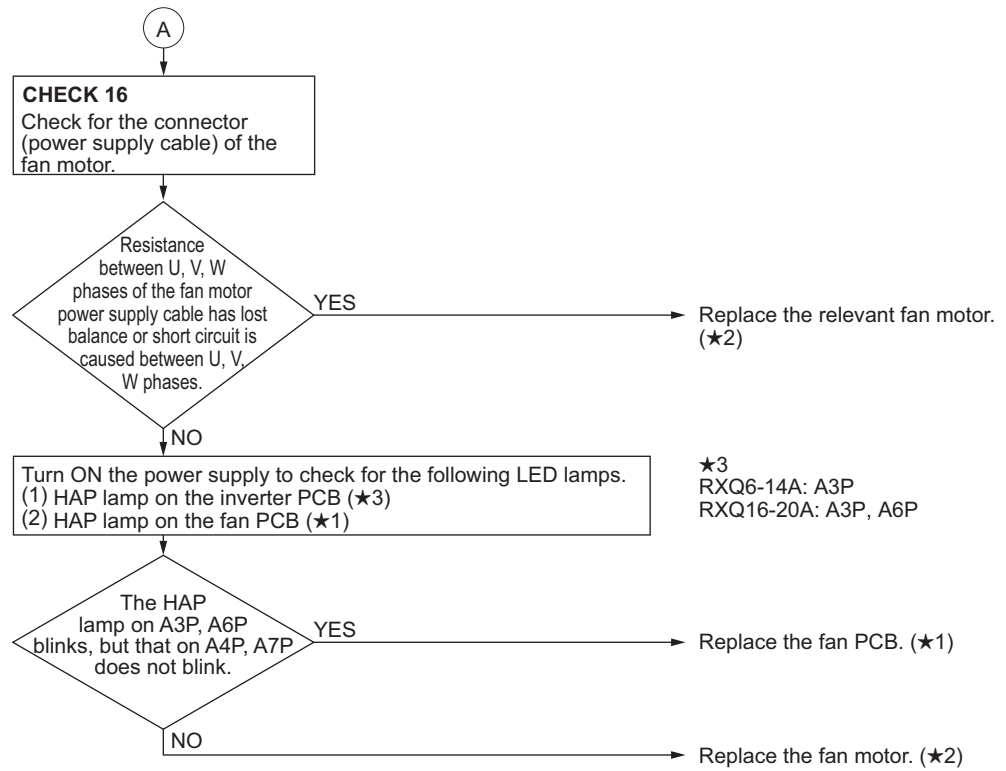 A
CHECK 16
Check for the connector
(power supply cable) of the
fan motor.
Resistance
between U, V, W
phases of the fan motor
power supply cable has lost
balance or short circuit is
caused between U, V,
W phases.
YES
Replace the relevant fan motor.
(★2)
NO
Turn ON the power supply to check for the following LED lamps.
(1) HAP lamp on the inverter PCB (★3)
(2) HAP lamp on the fan PCB (★1)
★3
RXQ6-14A: A3P
RXQ16-20A: A3P, A6P
The HAP
lamp on A3P, A6P
blinks, but that on A4P, A7P
does not blink.
YES
Replace the fan PCB. (★1)
NO
Replace the fan motor. (★2)